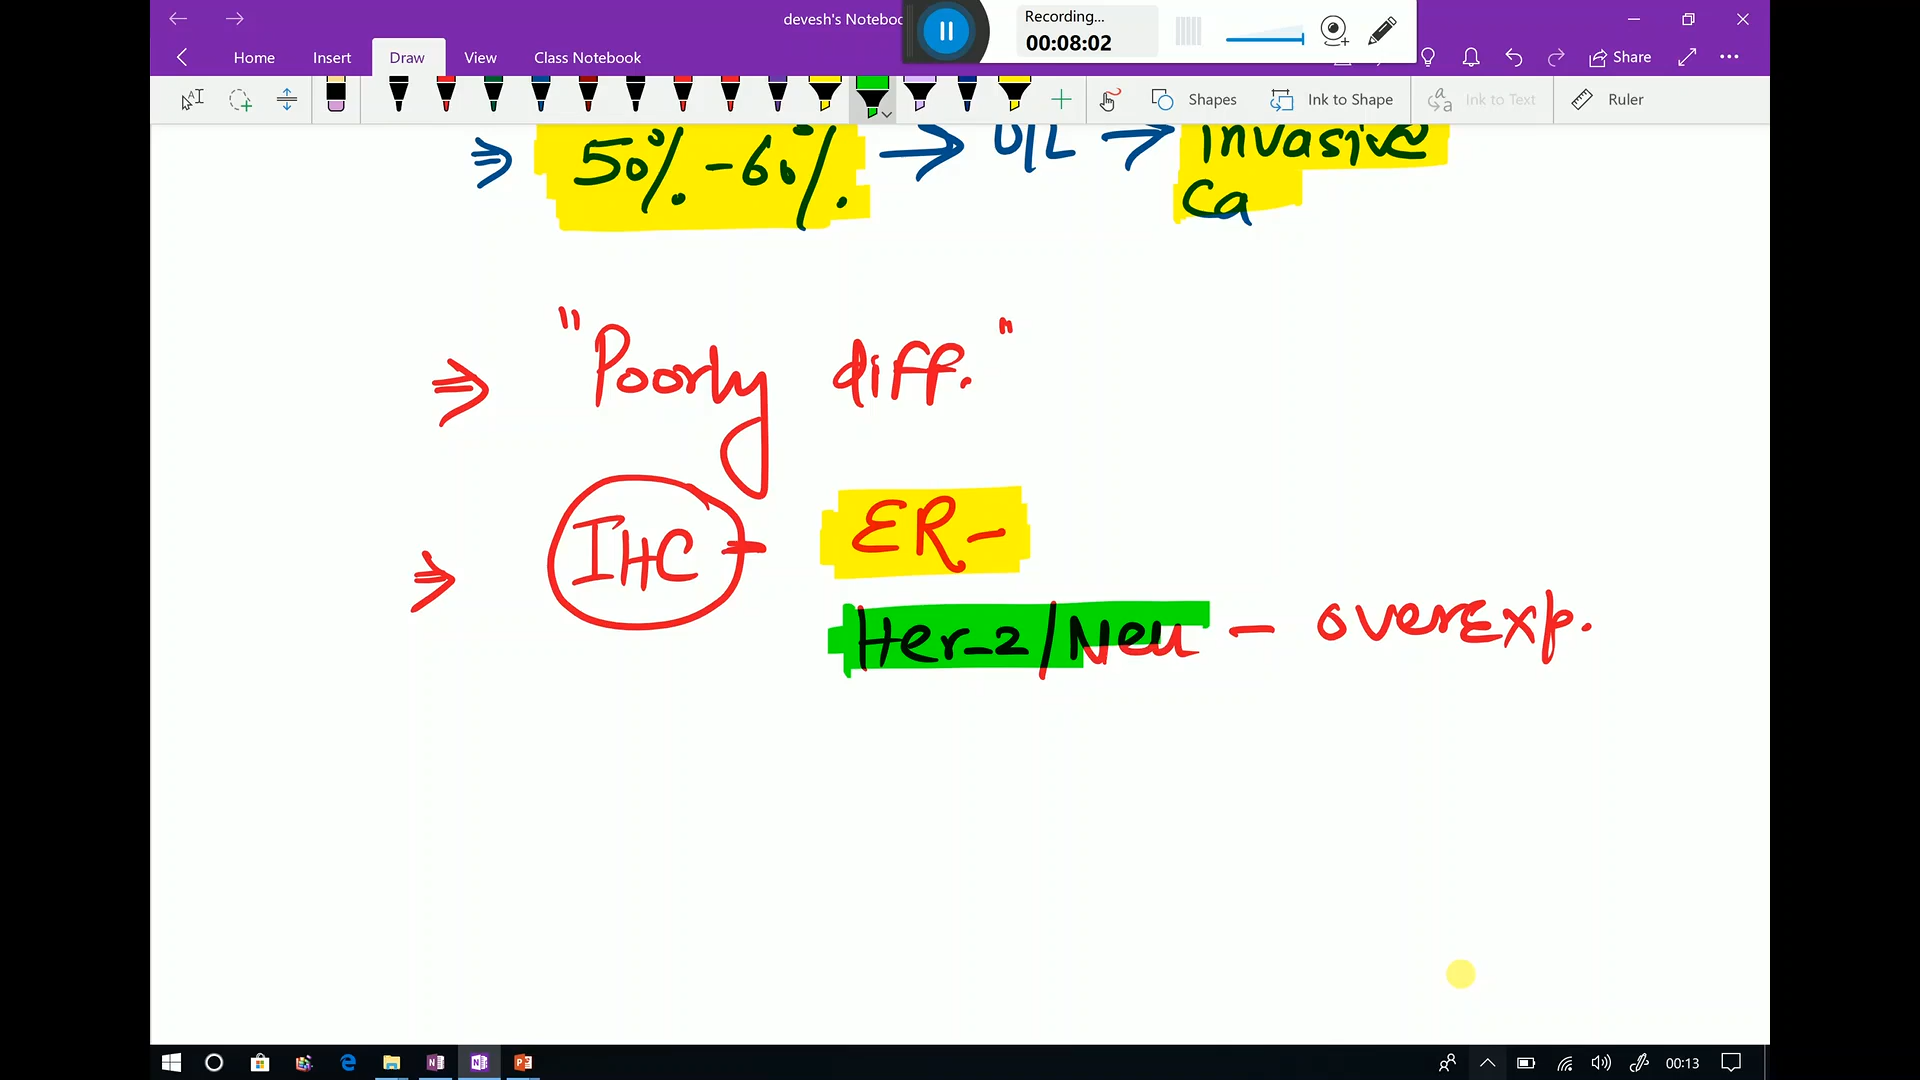 devesh's Noteboo
Recording...
00:08:02
Home Insert Draw View Class Notebook
Share
Shapes Ink to Shape Ink to Text Ruler
⇒ 50% - 60% → U/L → Invasive
Ca
⇒ "Poorly diff."
⇒ IHC - ER -
Her-2/Neu - overExp.
00:13